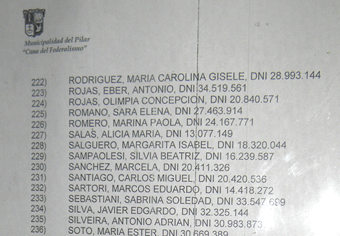 Municipalidad del Pilar
"Cuna del Federalismo"
222) RODRIGUEZ, MARIA CAROLINA GISELE, DNI 28.993.144
223) ROJAS, EBER, ANTONIO, DNI 34.519.561
224) ROJAS, OLIMPIA CONCEPCION, DNI 20.840.571
225) ROMANO, SARA ELENA, DNI 27.463.914
226) ROMERO, MARINA PAOLA, DNI 24.167.771
227) SALAS, ALICIA MARIA, DNI 13.077.149
228) SALGUERO, MARGARITA ISABEL, DNI 18.320.044
229) SAMPAOLESI, SILVIA BEATRIZ, DNI 16.239.587
230) SANCHEZ, MARCELA, DNI 20.411.326
231) SANTIAGO, CARLOS MIGUEL, DNI 20.420.536
232) SARTORI, MARCOS EDUARDO, DNI 14.418.272
233) SEBASTIANI, SABRINA SOLEDAD, DNI
234) SILVA, JAVIER EDGARDO, DNI 32.325.144
235) SILVEIRA, ANTONIO ADRIAN, DNI 30.983.873
236) SOTO, MARIA ESTER, DNI 30.669.389